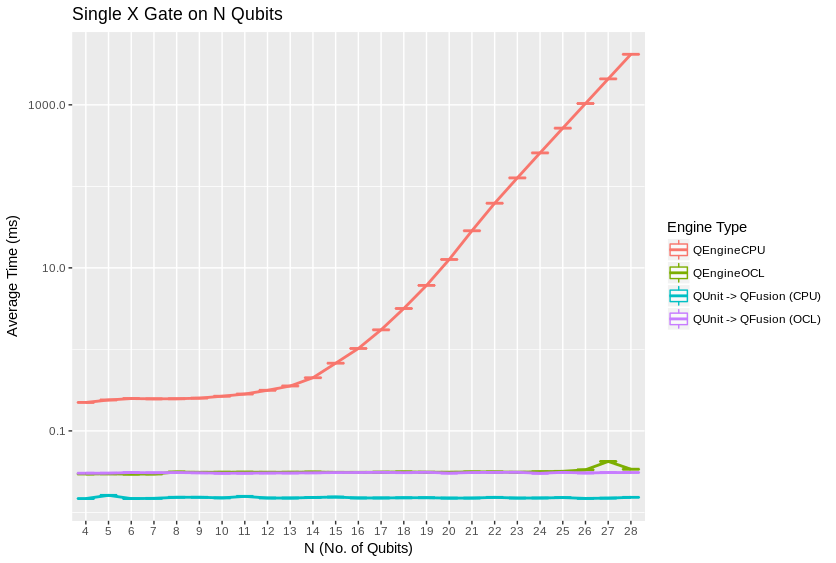 Single X Gate on N Qubits
Average Time (ms)
1000.0
10.0
0.1
4 5 6 7 8 9 10 11 12 13 14 15 16 17 18 19 20 21 22 23 24 25 26 27 28
N (No. of Qubits)
Engine Type
QEngineCPU
QEngineOCL
QUnit -> QFusion (CPU)
QUnit -> QFusion (OCL)